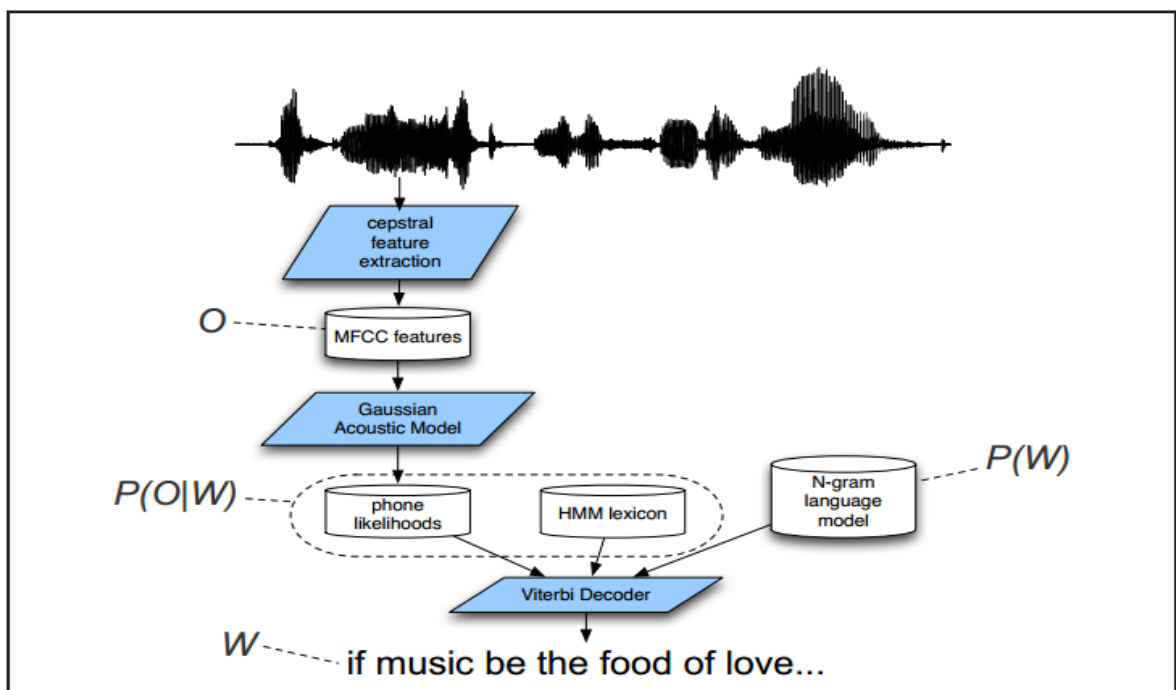 cepstral
feature
extraction
O
MFCC features
Gaussian
Acoustic Model
P(O|W)
phone
likelihoods
HMM lexicon
N-gram
language
model
P(W)
Viterbi Decoder
W
if music be the food of love...